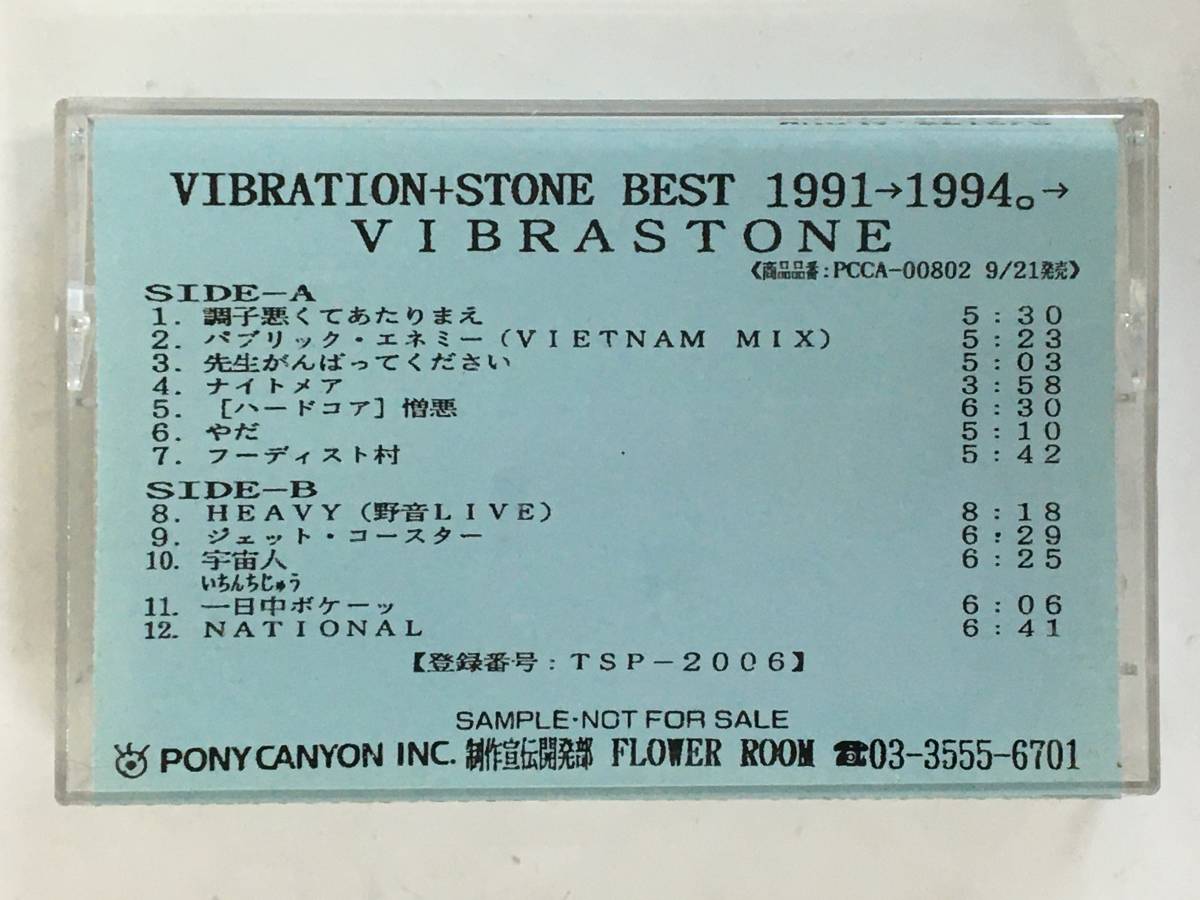 VIBRATION+STONE BEST 1991→1994。→
VIBRASTONE
《商品品番:PCCA-00802 9/21発売》
SIDE-A
1. 調子悪くてあたりまえ 5:30
2. パブリック・エネミー(VIETNAM MIX) 5:23
3. 先生がんばってください 5:03
4. ナイトメア 3:58
5. [ハードコア]憎悪 6:30
6. やだ 5:10
7. フーディスト村 5:42
SIDE-B
8. HEAVY(野音LIVE) 8:18
9. ジェット・コースター 6:29
10. 宇宙人 6:25
いちんちじゅう
11. 一日中ボケーッ 6:06
12. NATIONAL 6:41
【登録番号:TSP-2006】
SAMPLE·NOT FOR SALE
PONY CANYON INC. 制作宣伝開発部 FLOWER ROOM ☎03-3555-6701